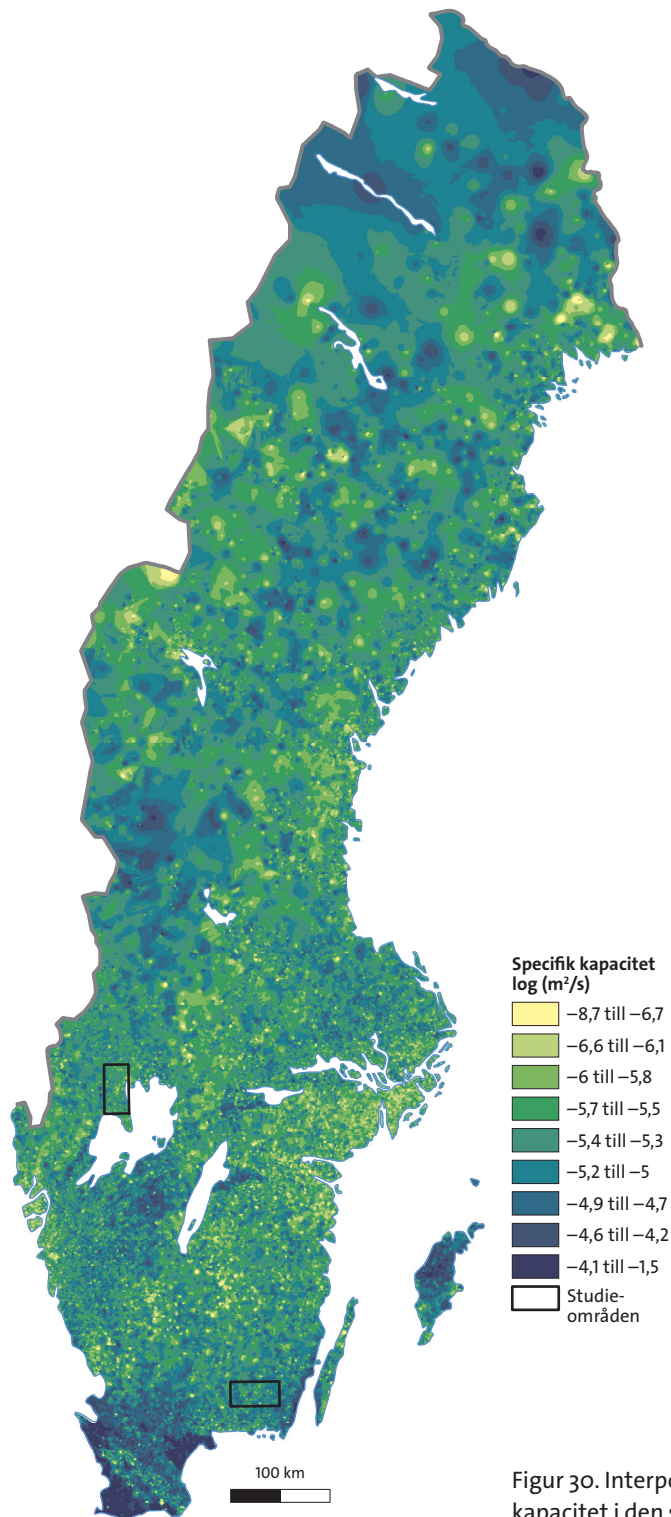 Specifik kapacitet
log (m²/s)
−8,7 till −6,7
−6,6 till −6,1
−6 till −5,8
−5,7 till −5,5
−5,4 till −5,3
−5,2 till −5
−4,9 till −4,7
−4,6 till −4,2
−4,1 till −1,5
Studie-
områden
100 km
Figur 30. Interpo
kapacitet i den s